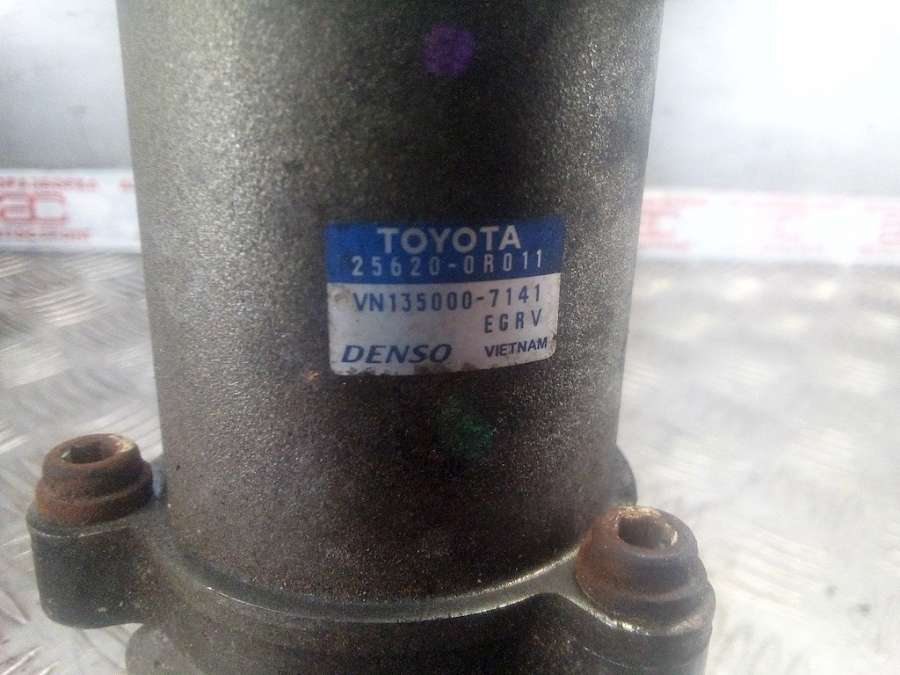 TOYOTA
25620-0R011
VN135000-7141
EGRV
DENSO VIETNAM